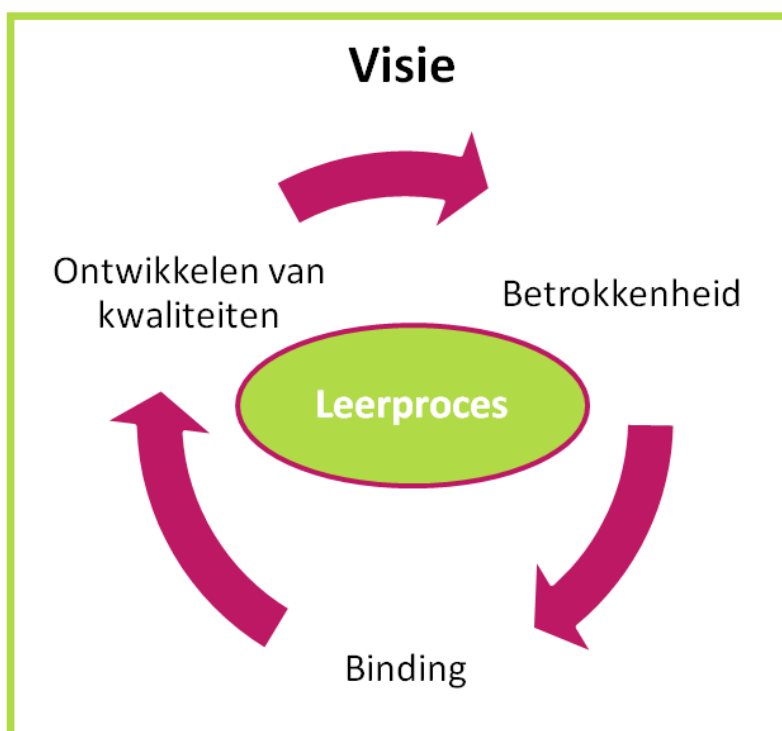 Visie
Ontwikkelen van
kwaliteiten
Betrokkenheid
Leerproces
Binding